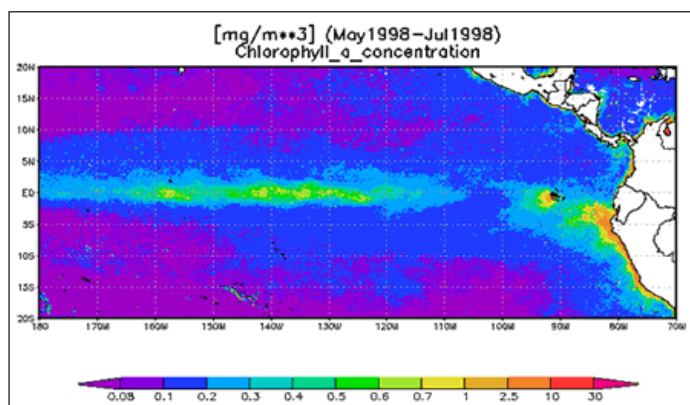 [mg/m**3] (May1998-Jul1998)
Chlorophyll_a_concentration
20N
15N
10N
5N
EQ
5S
10S
15S
20S
180 170W 160W 150W 140W 130W 120W 110W 100W 90W 80W 70W
0.08 0.1 0.2 0.3 0.4 0.5 0.6 0.7 1 2.5 10 30